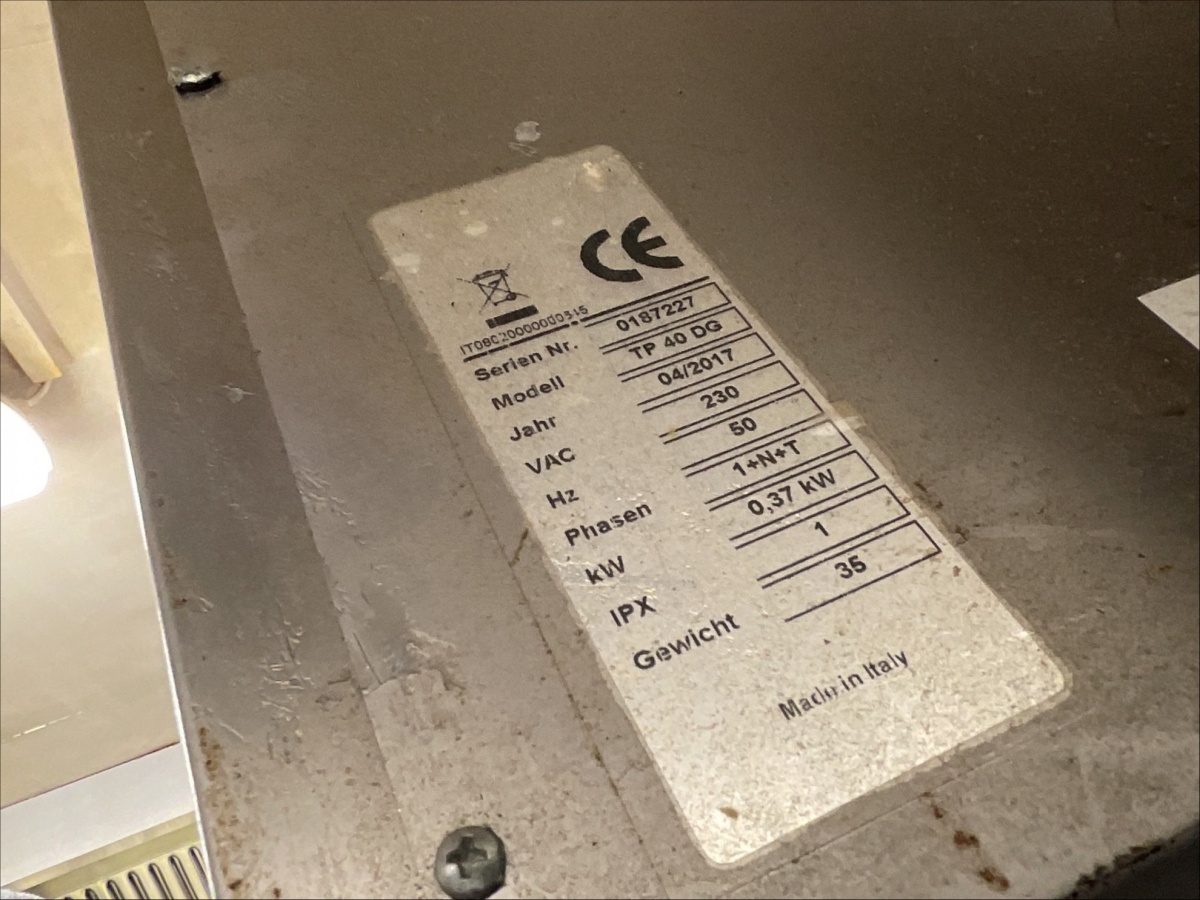 CE
IT08020000000315
Serien Nr. 0187227
Modell TP 40 DG
Jahr 04/2017
VAC 230
Hz 50
Phasen 1+N+T
kW 0,37 kW
IPX 1
Gewicht 35
Made in Italy